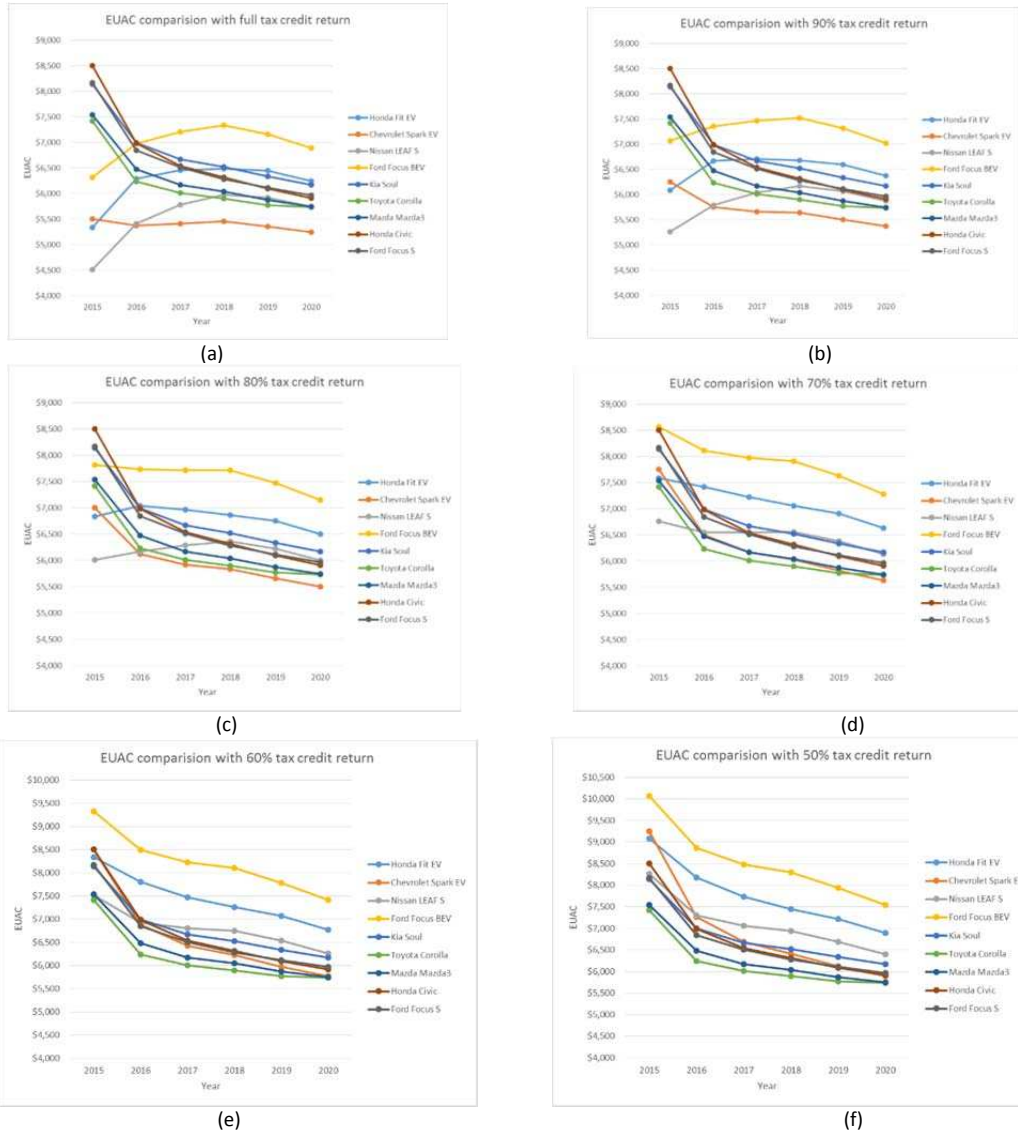 EUAC comparision with full tax credit return
$9,000
$8,500
$8,000
$7,500
$7,000
$6,500
$6,000
$5,500
$5,000
$4,500
$4,000
EUAC
2015 2016 2017 2018 2019 2020
Year
Honda Fit EV
Chevrolet Spark EV
Nissan LEAF S
Ford Focus BEV
Kia Soul
Toyota Corolla
Mazda Mazda3
Honda Civic
Ford Focus S
(a)
EUAC comparision with 90% tax credit return
$9,000
$8,500
$8,000
$7,500
$7,000
$6,500
$6,000
$5,500
$5,000
$4,500
$4,000
EUAC
2015 2016 2017 2018 2019 2020
Year
Honda Fit EV
Chevrolet Spark EV
Nissan LEAF S
Ford Focus BEV
Kia Soul
Toyota Corolla
Mazda Mazda3
Honda Civic
Ford Focus S
(b)
EUAC comparision with 80% tax credit return
$9,000
$8,500
$8,000
$7,500
$7,000
$6,500
$6,000
$5,500
$5,000
$4,500
$4,000
EUAC
2015 2016 2017 2018 2019 2020
Year
Honda Fit EV
Chevrolet Spark EV
Nissan LEAF S
Ford Focus BEV
Kia Soul
Toyota Corolla
Mazda Mazda3
Honda Civic
Ford Focus S
(c)
EUAC comparision with 70% tax credit return
$9,000
$8,500
$8,000
$7,500
$7,000
$6,500
$6,000
$5,500
$5,000
$4,500
$4,000
EUAC
2015 2016 2017 2018 2019 2020
Year
Honda Fit EV
Chevrolet Spark EV
Nissan LEAF S
Ford Focus BEV
Kia Soul
Toyota Corolla
Mazda Mazda3
Honda Civic
Ford Focus S
(d)
EUAC comparision with 60% tax credit return
$10,000
$9,500
$9,000
$8,500
$8,000
$7,500
$7,000
$6,500
$6,000
$5,500
$5,000
$4,500
$4,000
EUAC
2015 2016 2017 2018 2019 2020
Year
Honda Fit EV
Chevrolet Spark EV
Nissan LEAF S
Ford Focus BEV
Kia Soul
Toyota Corolla
Mazda Mazda3
Honda Civic
Ford Focus S
(e)
EUAC comparision with 50% tax credit return
$10,500
$10,000
$9,500
$9,000
$8,500
$8,000
$7,500
$7,000
$6,500
$6,000
$5,500
$5,000
$4,500
$4,000
EUAC
2015 2016 2017 2018 2019 2020
Year
Honda Fit EV
Chevrolet Spark E
Nissan LEAF S
Ford Focus BEV
Kia Soul
Toyota Corolla
Mazda Mazda3
Honda Civic
Ford Focus S
(f)